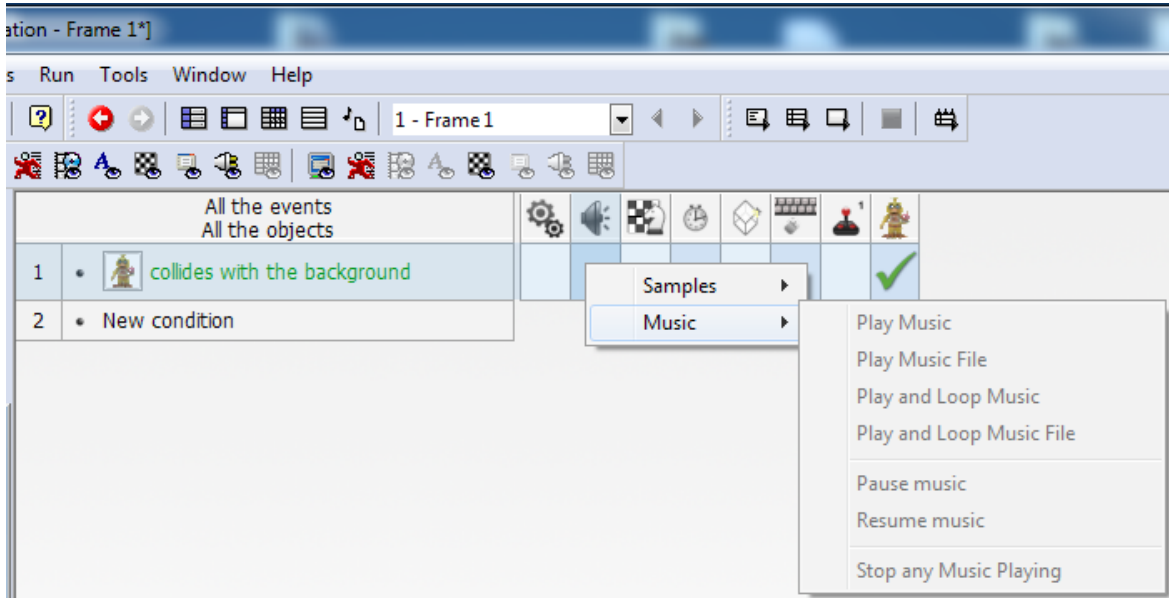 ation - Frame 1*]
s Run Tools Window Help
1 - Frame 1
All the events
All the objects
1 • collides with the background
2 • New condition
Samples
Music
Play Music
Play Music File
Play and Loop Music
Play and Loop Music File
Pause music
Resume music
Stop any Music Playing